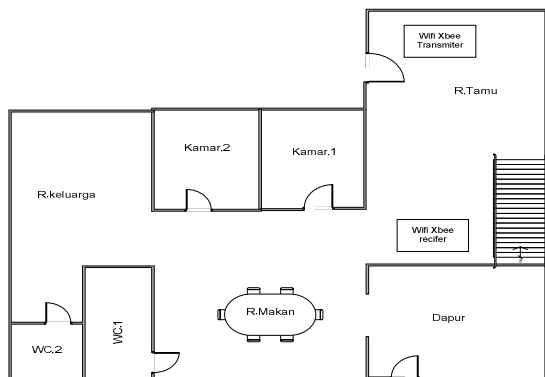 Wifi Xbee
Transmiter
R.Tamu
Kamar.2
Kamar.1
R.keluarga
Wifi Xbee
recifer
R.Makan
Dapur
WC.1
WC.2